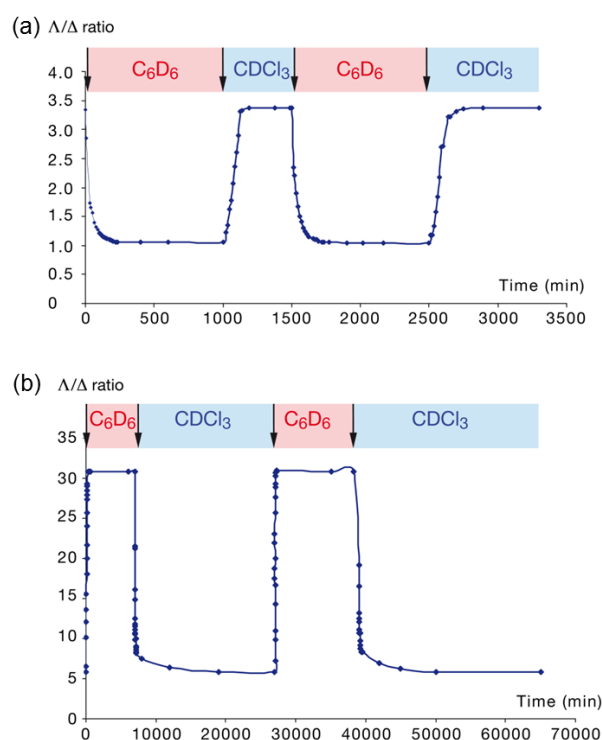 (a) Λ/Δ ratio
C₆D₆ CDCl₃ C₆D₆ CDCl₃
4.0
3.5
3.0
2.5
2.0
1.5
1.0
0.5
0
Time (min)
0 500 1000 1500 2000 2500 3000 3500
(b) Λ/Δ ratio
C₆D₆ CDCl₃ C₆D₆ CDCl₃
35
30
25
20
15
10
5
0
Time (min)
0 10000 20000 30000 40000 50000 60000 70000